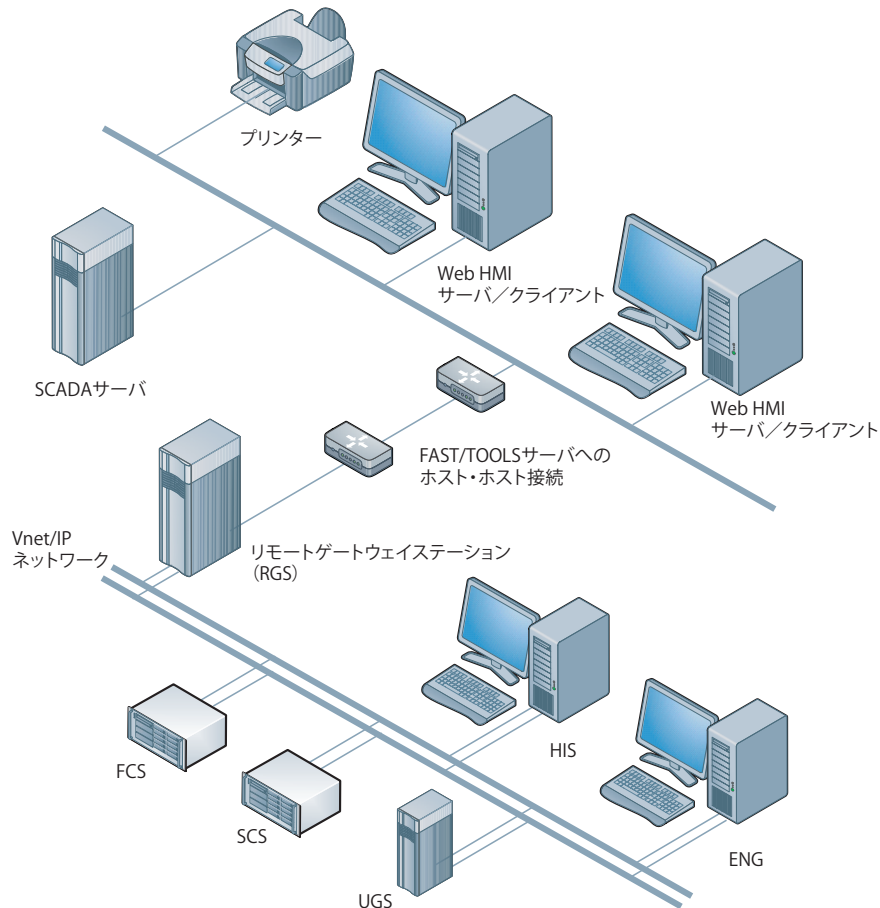 プリンター
Web HMI
サーバ／クライアント
SCADAサーバ
Web HMI
サーバ／クライアント
FAST/TOOLSサーバへの
ホスト・ホスト接続
Vnet/IP
ネットワーク
リモートゲートウェイステーション
（RGS）
FCS
HIS
SCS
ENG
UGS